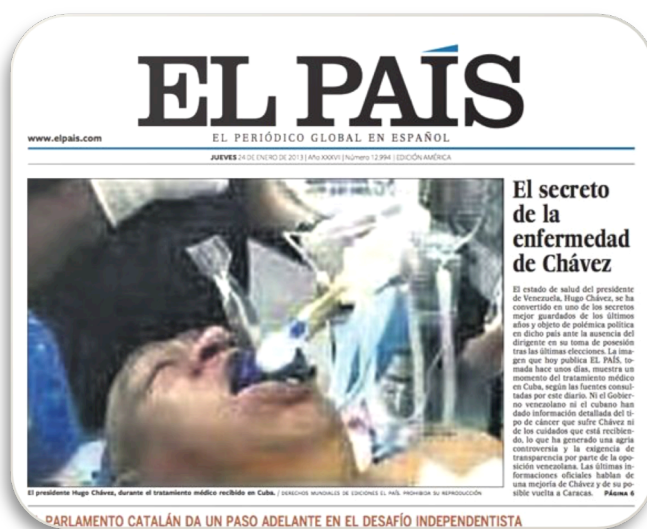 EL PAÍS
www.elpais.com
EL PERIÓDICO GLOBAL EN ESPAÑOL
JUEVES 24 DE ENERO DE 2013 | Año XXXVI | Número 12.994 | EDICIÓN AMÉRICA
El secreto
de la
enfermedad
de Chávez
El estado de salud del presidente
de Venezuela, Hugo Chávez, se ha
convertido en uno de los secretos
mejor guardados de los últimos
años y objeto de polémica política
en dicho país ante la ausencia del
dirigente en su toma de posesión
tras las últimas elecciones. La ima-
gen que hoy publica EL PAÍS, to-
mada hace unos días, muestra un
momento del tratamiento médico
en Cuba, según las fuentes consul-
tadas por este diario. Ni el Gobier-
no venezolano ni el cubano han
dado información detallada del ti-
po de cáncer que sufre Chávez ni
de los cuidados que está recibien-
do, lo que ha generado una agria
controversia y la exigencia de
transparencia por parte de la opo-
sición venezolana. Las últimas in-
formaciones oficiales hablan de
una mejoría de Chávez y de su po-
sible vuelta a Caracas. PÁGINA 6
El presidente Hugo Chávez, durante el tratamiento médico recibido en Cuba. / DERECHOS MUNDIALES DE EDICIONES EL PAÍS. PROHIBIDA SU REPRODUCCIÓN
PARLAMENTO CATALÁN DA UN PASO ADELANTE EN EL DESAFÍO INDEPENDENTISTA